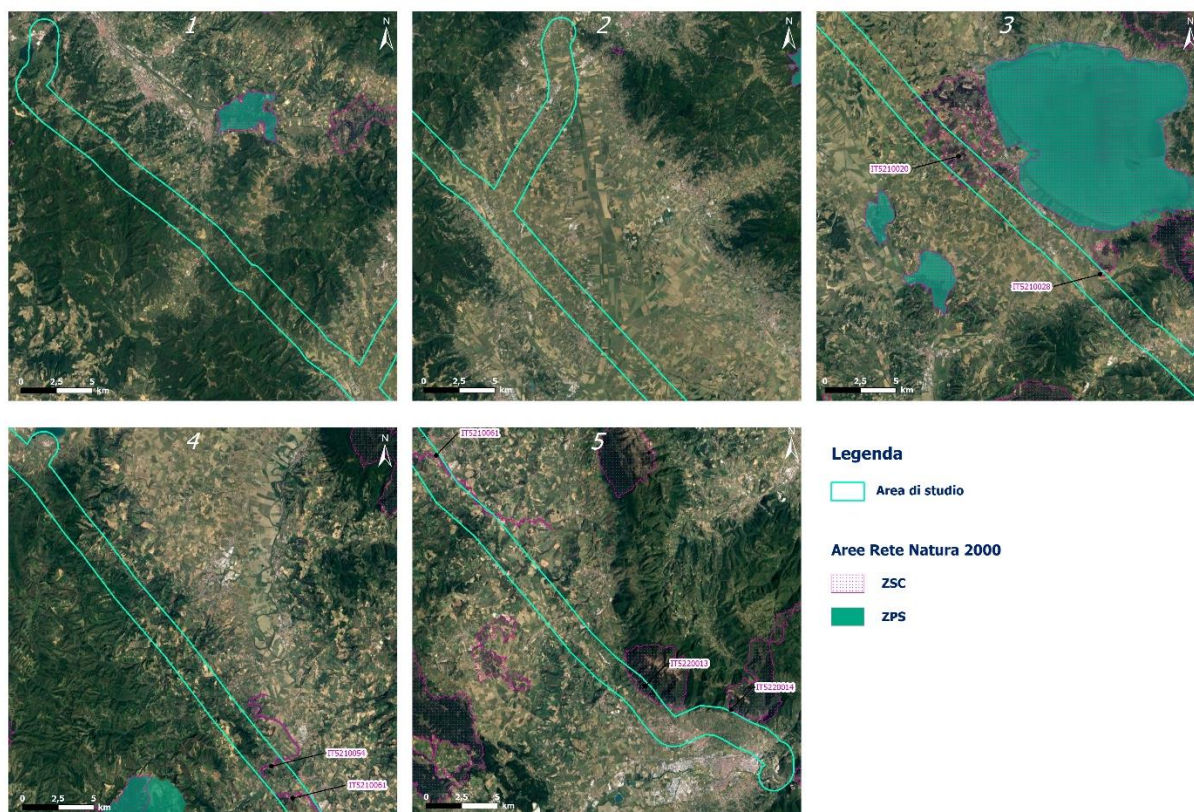 1
N
0 2,5 5
km
2
N
0 2,5 5
km
3
N
IT5210020
IT5210028
0 2,5 5
km
4
N
IT5210054
IT5210061
0 2,5 5
km
5
N
IT5210061
IT5220013
IT5220014
0 2,5 5
km
Legenda
Area di studio
Aree Rete Natura 2000
ZSC
ZPS